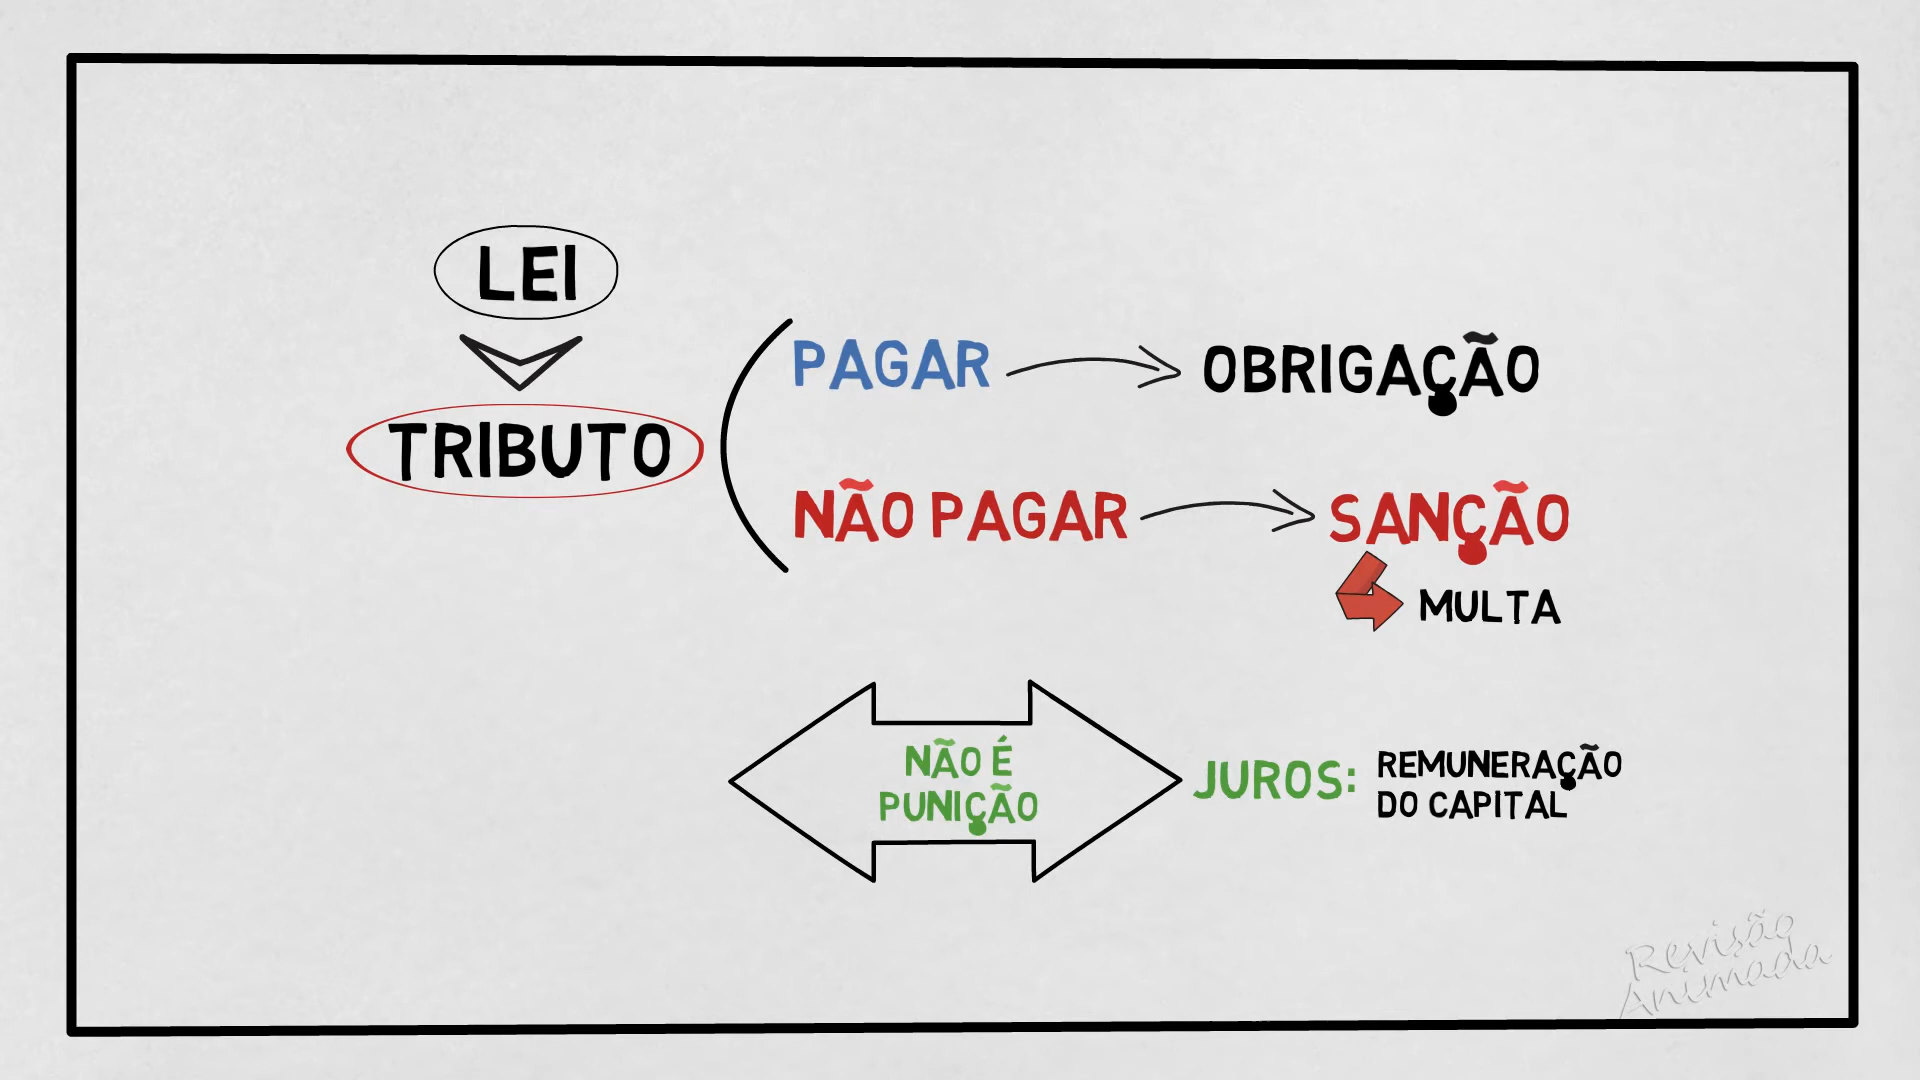 LEI
TRIBUTO
PAGAR
OBRIGAÇÃO
NÃO PAGAR
SANÇÃO
MULTA
NÃO É
PUNIÇÃO
JUROS:
REMUNERAÇÃO
DO CAPITAL
Revisão
Animada